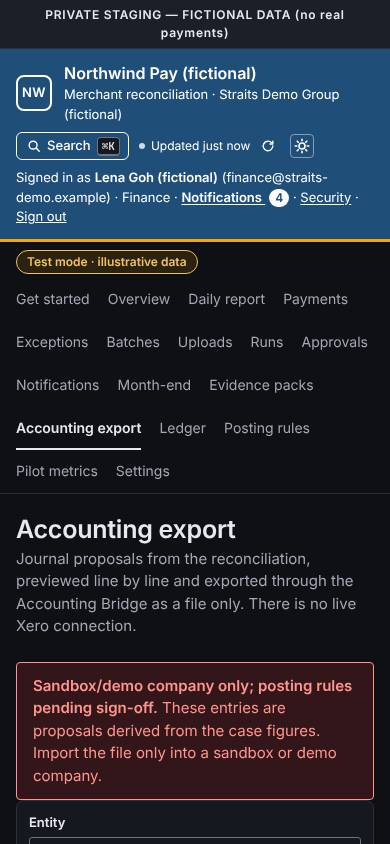 PRIVATE STAGING — FICTIONAL DATA (no real
payments)
NW
Northwind Pay (fictional)
Merchant reconciliation · Straits Demo Group
(fictional)
Search ⌘K Updated just now
Signed in as Lena Goh (fictional) (finance@straits-
demo.example) · Finance · Notifications 4 · Security ·
Sign out
Test mode · illustrative data
Get started Overview Daily report Payments
Exceptions Batches Uploads Runs Approvals
Notifications Month-end Evidence packs
Accounting export Ledger Posting rules
Pilot metrics Settings
Accounting export
Journal proposals from the reconciliation,
previewed line by line and exported through the
Accounting Bridge as a file only. There is no live
Xero connection.
Sandbox/demo company only; posting rules
pending sign-off. These entries are
proposals derived from the case figures.
Import the file only into a sandbox or demo
company.
Entity